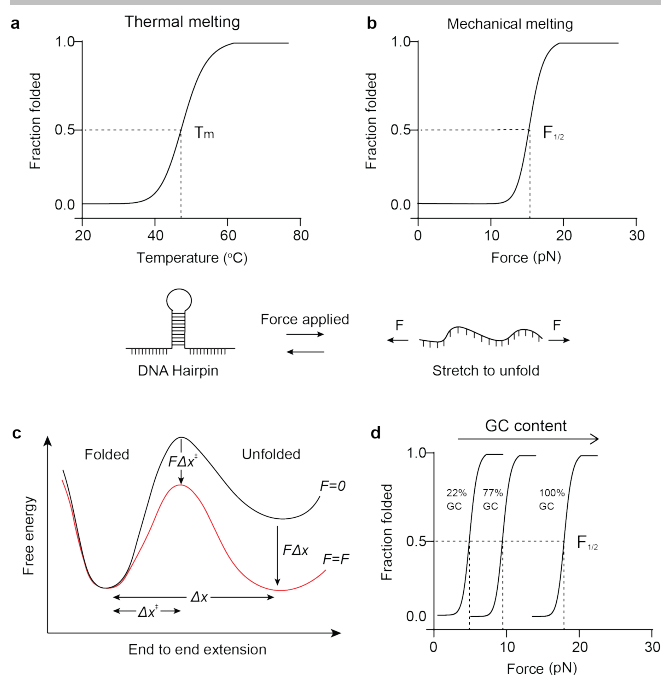 a
Thermal melting
Fraction folded
1.0
0.5
0.0
Tm
20
40
60
80
Temperature (°C)
b
Mechanical melting
Fraction folded
1.0
0.5
0.0
F1/2
0
10
20
30
Force (pN)
DNA Hairpin
Force applied
F
F
Stretch to unfold
c
Free energy
Folded
Unfolded
FΔx‡
F=0
FΔx
F=F
Δx
Δx‡
End to end extension
d
GC content
Fraction folded
1.0
0.5
0.0
22%
GC
77%
GC
100%
GC
F1/2
0
10
20
30
Force (pN)